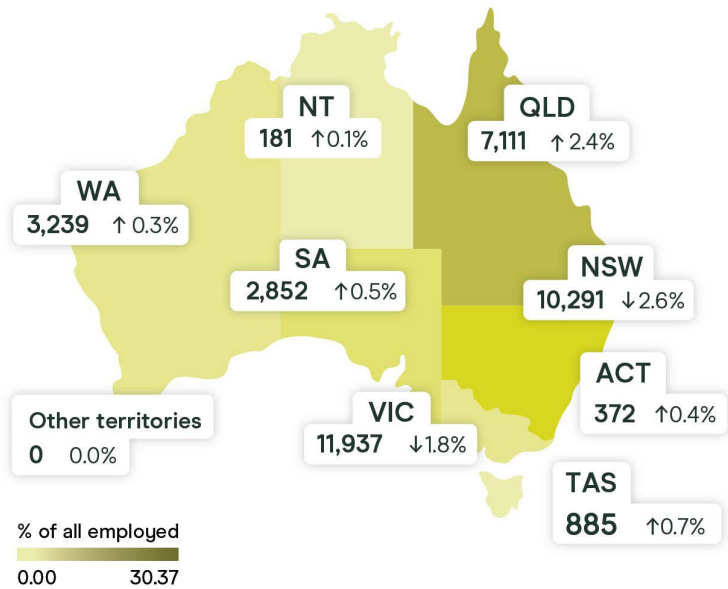 NT
181 ↑0.1%
QLD
7,111 ↑2.4%
WA
3,239 ↑0.3%
SA
2,852 ↑0.5%
NSW
10,291 ↓2.6%
ACT
372 ↑0.4%
Other territories
0 0.0%
VIC
11,937 ↓1.8%
TAS
885 ↑0.7%
% of all employed
0.00 30.37